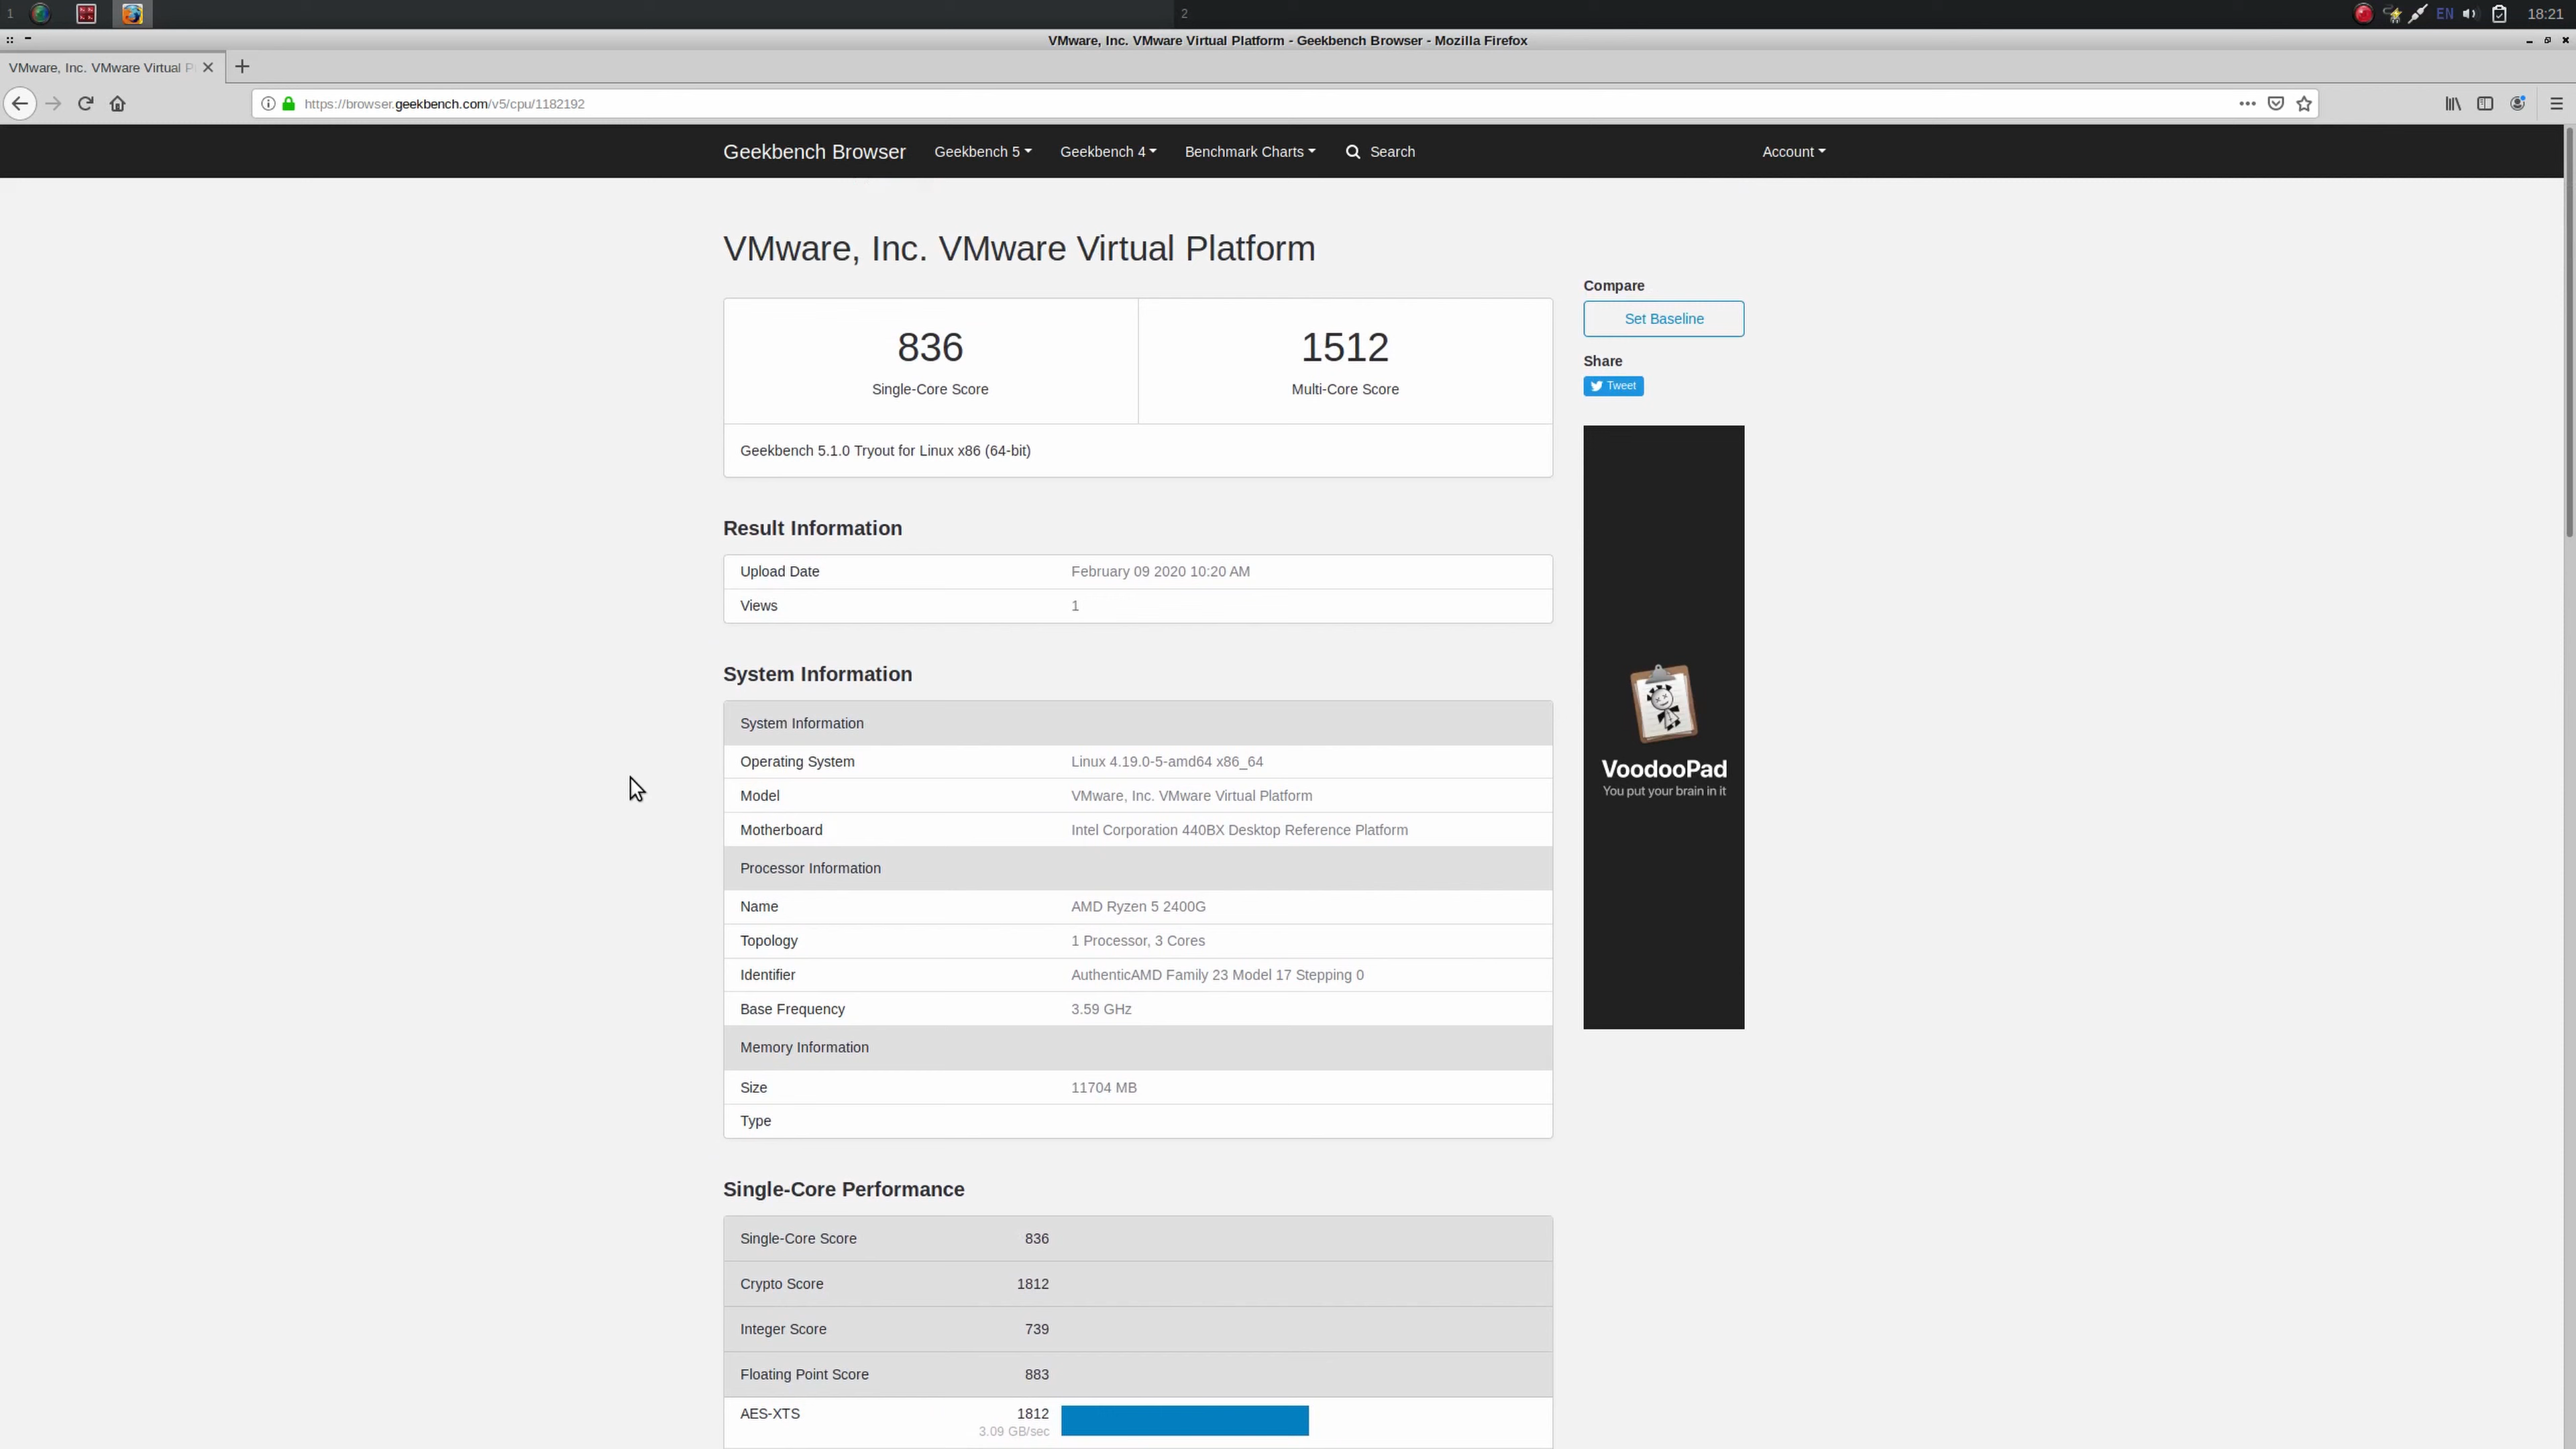 1
2
EN
18:21
VMware, Inc. VMware Virtual Platform - Geekbench Browser - Mozilla Firefox
VMware, Inc. VMware Virtual P
https://browser.geekbench.com/v5/cpu/1182192
Geekbench Browser Geekbench 5 Geekbench 4 Benchmark Charts Search Account
VMware, Inc. VMware Virtual Platform
836 1512
Single-Core Score Multi-Core Score
Geekbench 5.1.0 Tryout for Linux x86 (64-bit)
Compare
Set Baseline
Share
Tweet
Result Information
Upload Date February 09 2020 10:20 AM
Views 1
System Information
System Information
Operating System Linux 4.19.0-5-amd64 x86_64
Model VMware, Inc. VMware Virtual Platform
Motherboard Intel Corporation 440BX Desktop Reference Platform
Processor Information
Name AMD Ryzen 5 2400G
Topology 1 Processor, 3 Cores
Identifier AuthenticAMD Family 23 Model 17 Stepping 0
Base Frequency 3.59 GHz
Memory Information
Size 11704 MB
Type
VoodooPad
You put your brain in it
Single-Core Performance
Single-Core Score 836
Crypto Score 1812
Integer Score 739
Floating Point Score 883
AES-XTS 1812
3.09 GB/sec